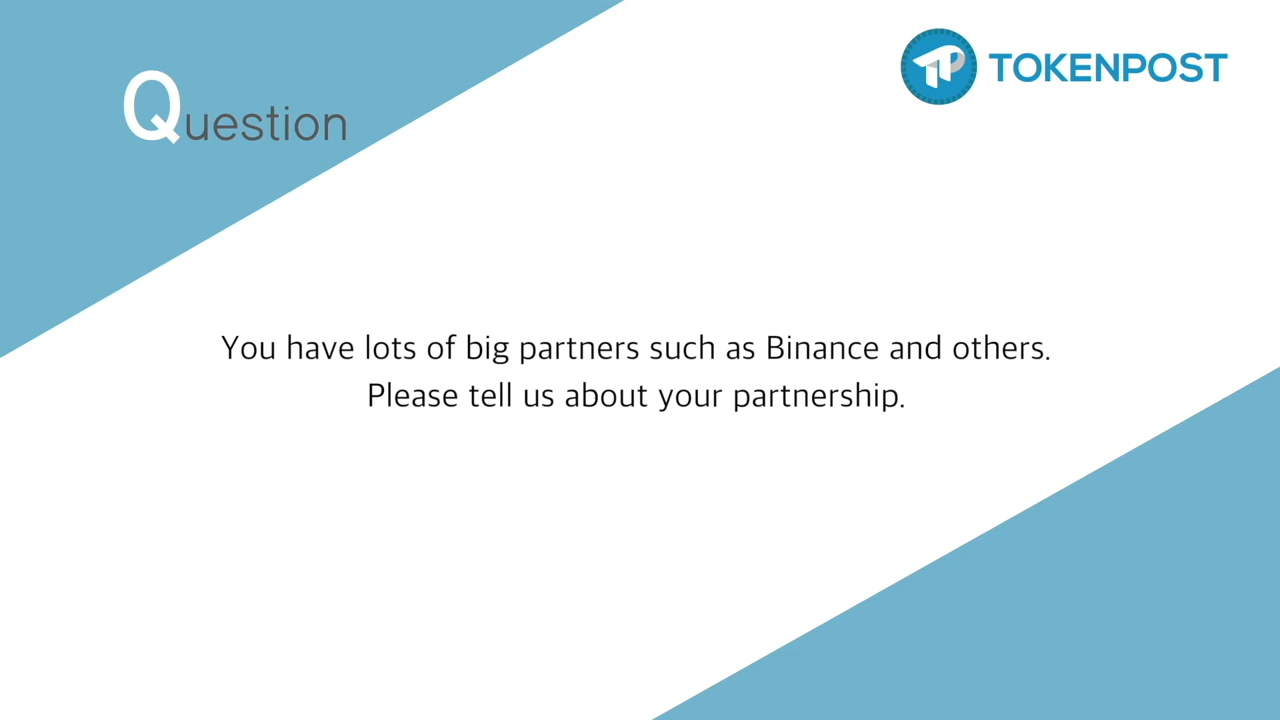 Question
TOKENPOST
You have lots of big partners such as Binance and others.
Please tell us about your partnership.